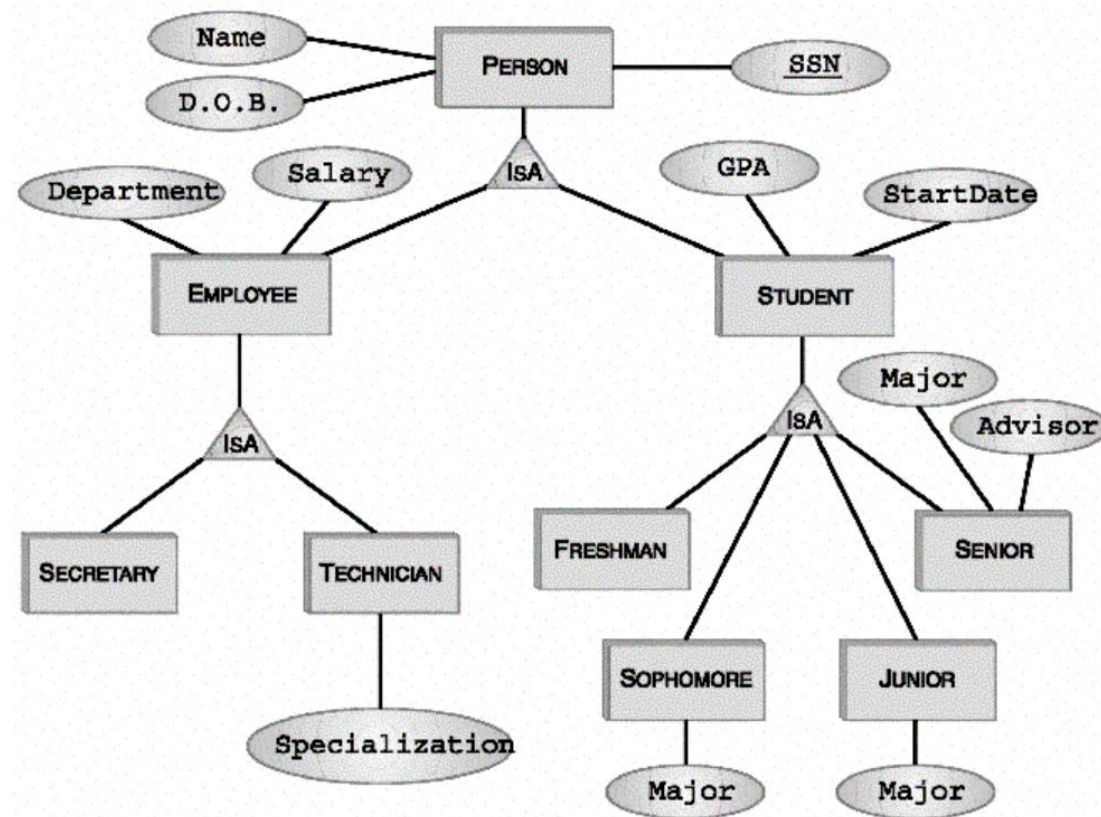 Name
PERSON
SSN
D.O.B.
IsA
Department
Salary
GPA
StartDate
EMPLOYEE
STUDENT
Major
Advisor
IsA
IsA
SECRETARY
TECHNICIAN
FRESHMAN
SENIOR
SOPHOMORE
JUNIOR
Specialization
Major
Major